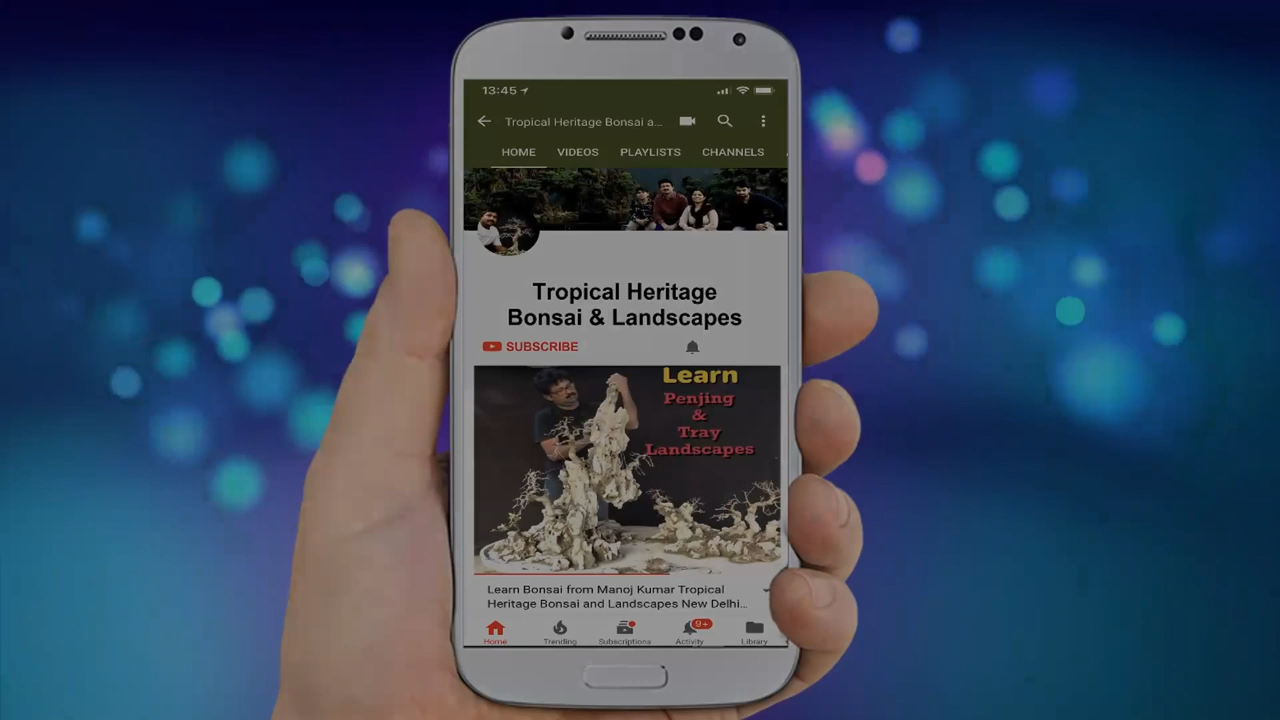 13:45
Tropical Heritage Bonsai a...
HOME VIDEOS PLAYLISTS CHANNELS
Tropical Heritage
Bonsai & Landscapes
SUBSCRIBE
Learn
Penjing
&
Tray
Landscapes
Learn Bonsai from Manoj Kumar Tropical
Heritage Bonsai and Landscapes New Delhi...
9+
Home Trending Subscriptions Activity Library